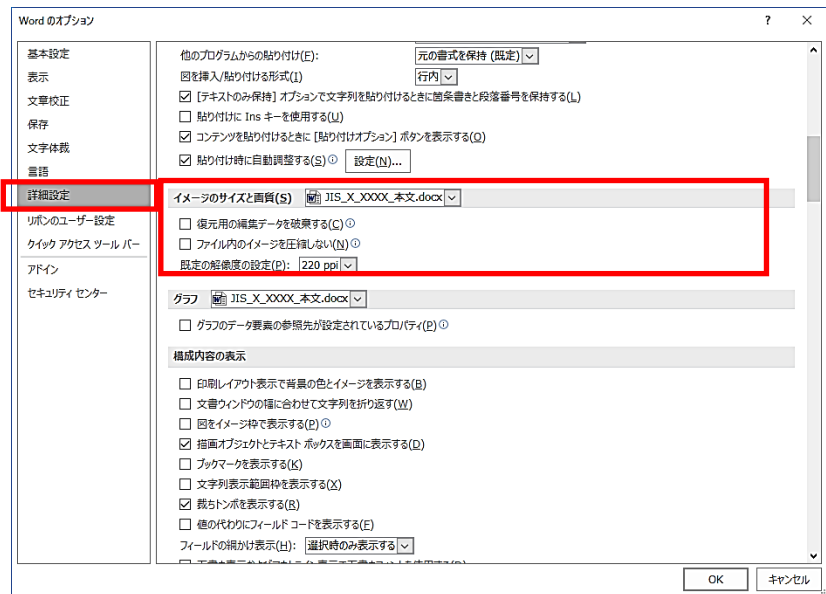 Word のオプション ? ×
基本設定
表示
文章校正
保存
文字体裁
言語
詳細設定
リボンのユーザー設定
クイック アクセス ツール バー
アドイン
セキュリティ センター
他のプログラムからの貼り付け(F): 元の書式を保持 (既定)
図を挿入/貼り付ける形式(I) 行内
[テキストのみ保持] オプションで文字列を貼り付けるときに箇条書きと段落番号を保持する(L)
貼り付けに Ins キーを使用する(U)
コンテンツを貼り付けるときに [貼り付けオプション] ボタンを表示する(O)
貼り付け時に自動調整する(S) 設定(N)...
イメージのサイズと画質(S) JIS_X_XXXX_本文.docx
復元用の編集データを破棄する(C)
ファイル内のイメージを圧縮しない(N)
既定の解像度の設定(P): 220 ppi
グラフ JIS_X_XXXX_本文.docx
グラフのデータ要素の参照先が設定されているプロパティ(P)
構成内容の表示
印刷レイアウト表示で背景の色とイメージを表示する(B)
文書ウィンドウの幅に合わせて文字列を折り返す(W)
図をイメージ枠で表示する(P)
描画オブジェクトとテキスト ボックスを画面に表示する(D)
ブックマークを表示する(K)
文字列表示範囲枠を表示する(X)
裁ちトンボを表示する(R)
値の代わりにフィールド コードを表示する(F)
フィールドの網かけ表示(H): 選択時のみ表示する
OK キャンセル